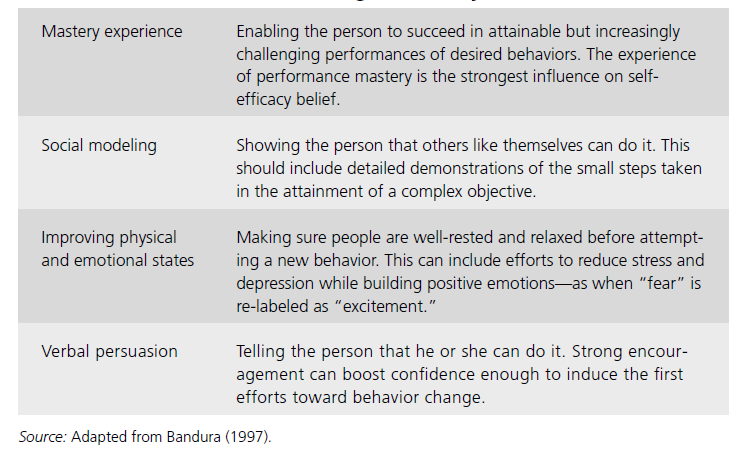 Mastery experience
Enabling the person to succeed in attainable but increasingly
challenging performances of desired behaviors. The experience
of performance mastery is the strongest influence on self-
efficacy belief.
Social modeling
Showing the person that others like themselves can do it. This
should include detailed demonstrations of the small steps taken
in the attainment of a complex objective.
Improving physical
and emotional states
Making sure people are well-rested and relaxed before attempt-
ing a new behavior. This can include efforts to reduce stress and
depression while building positive emotions—as when “fear” is
re-labeled as “excitement.”
Verbal persuasion
Telling the person that he or she can do it. Strong encour-
agement can boost confidence enough to induce the first
efforts toward behavior change.
Source: Adapted from Bandura (1997).